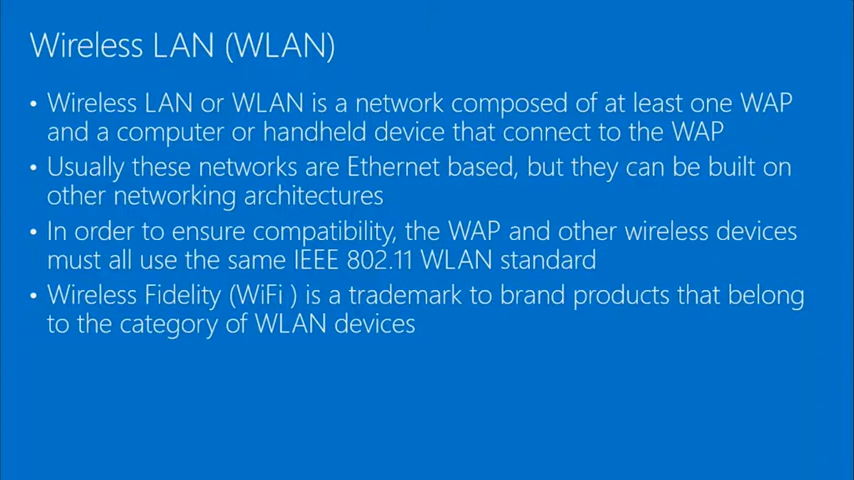 Wireless LAN (WLAN)
• Wireless LAN or WLAN is a network composed of at least one WAP
and a computer or handheld device that connect to the WAP
• Usually these networks are Ethernet based, but they can be built on
other networking architectures
• In order to ensure compatibility, the WAP and other wireless devices
must all use the same IEEE 802.11 WLAN standard
• Wireless Fidelity (WiFi ) is a trademark to brand products that belong
to the category of WLAN devices